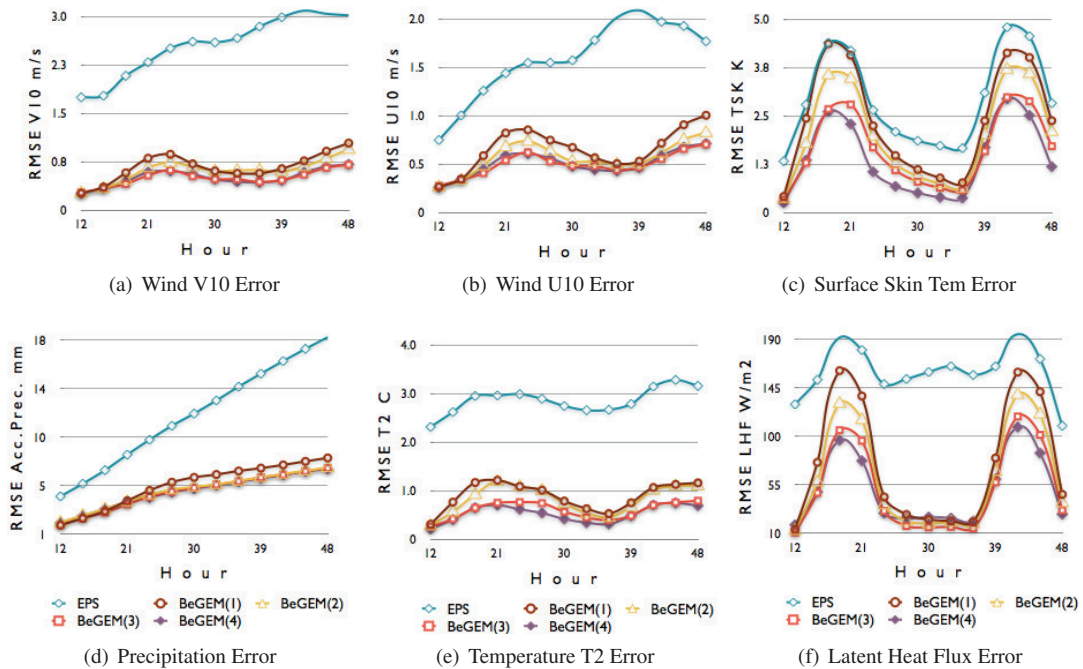 RMSE V10 m/s
3.0
2.3
1.5
0.8
0
12 21 30 39 48
Hour
(a) Wind V10 Error
RMSE U10 m/s
2.0
1.5
1.0
0.5
0
12 21 30 39 48
Hour
(b) Wind U10 Error
RMSE TSK K
5.0
3.8
2.5
1.3
0
12 21 30 39 48
Hour
(c) Surface Skin Tem Error
RMSE Acc.Prec. mm
18
14
10
5
1
12 21 30 39 48
Hour
EPS BeGEM(1) BeGEM(2)
BeGEM(3) BeGEM(4)
(d) Precipitation Error
RMSE T2 C
4.0
3.0
2.0
1.0
0
12 21 30 39 48
Hour
EPS BeGEM(1) BeGEM(2)
BeGEM(3) BeGEM(4)
(e) Temperature T2 Error
RMSE LHF W/m2
190
145
100
55
10
12 21 30 39 48
Hour
EPS BeGEM(1) BeGEM(2)
BeGEM(3) BeGEM(4)
(f) Latent Heat Flux Error